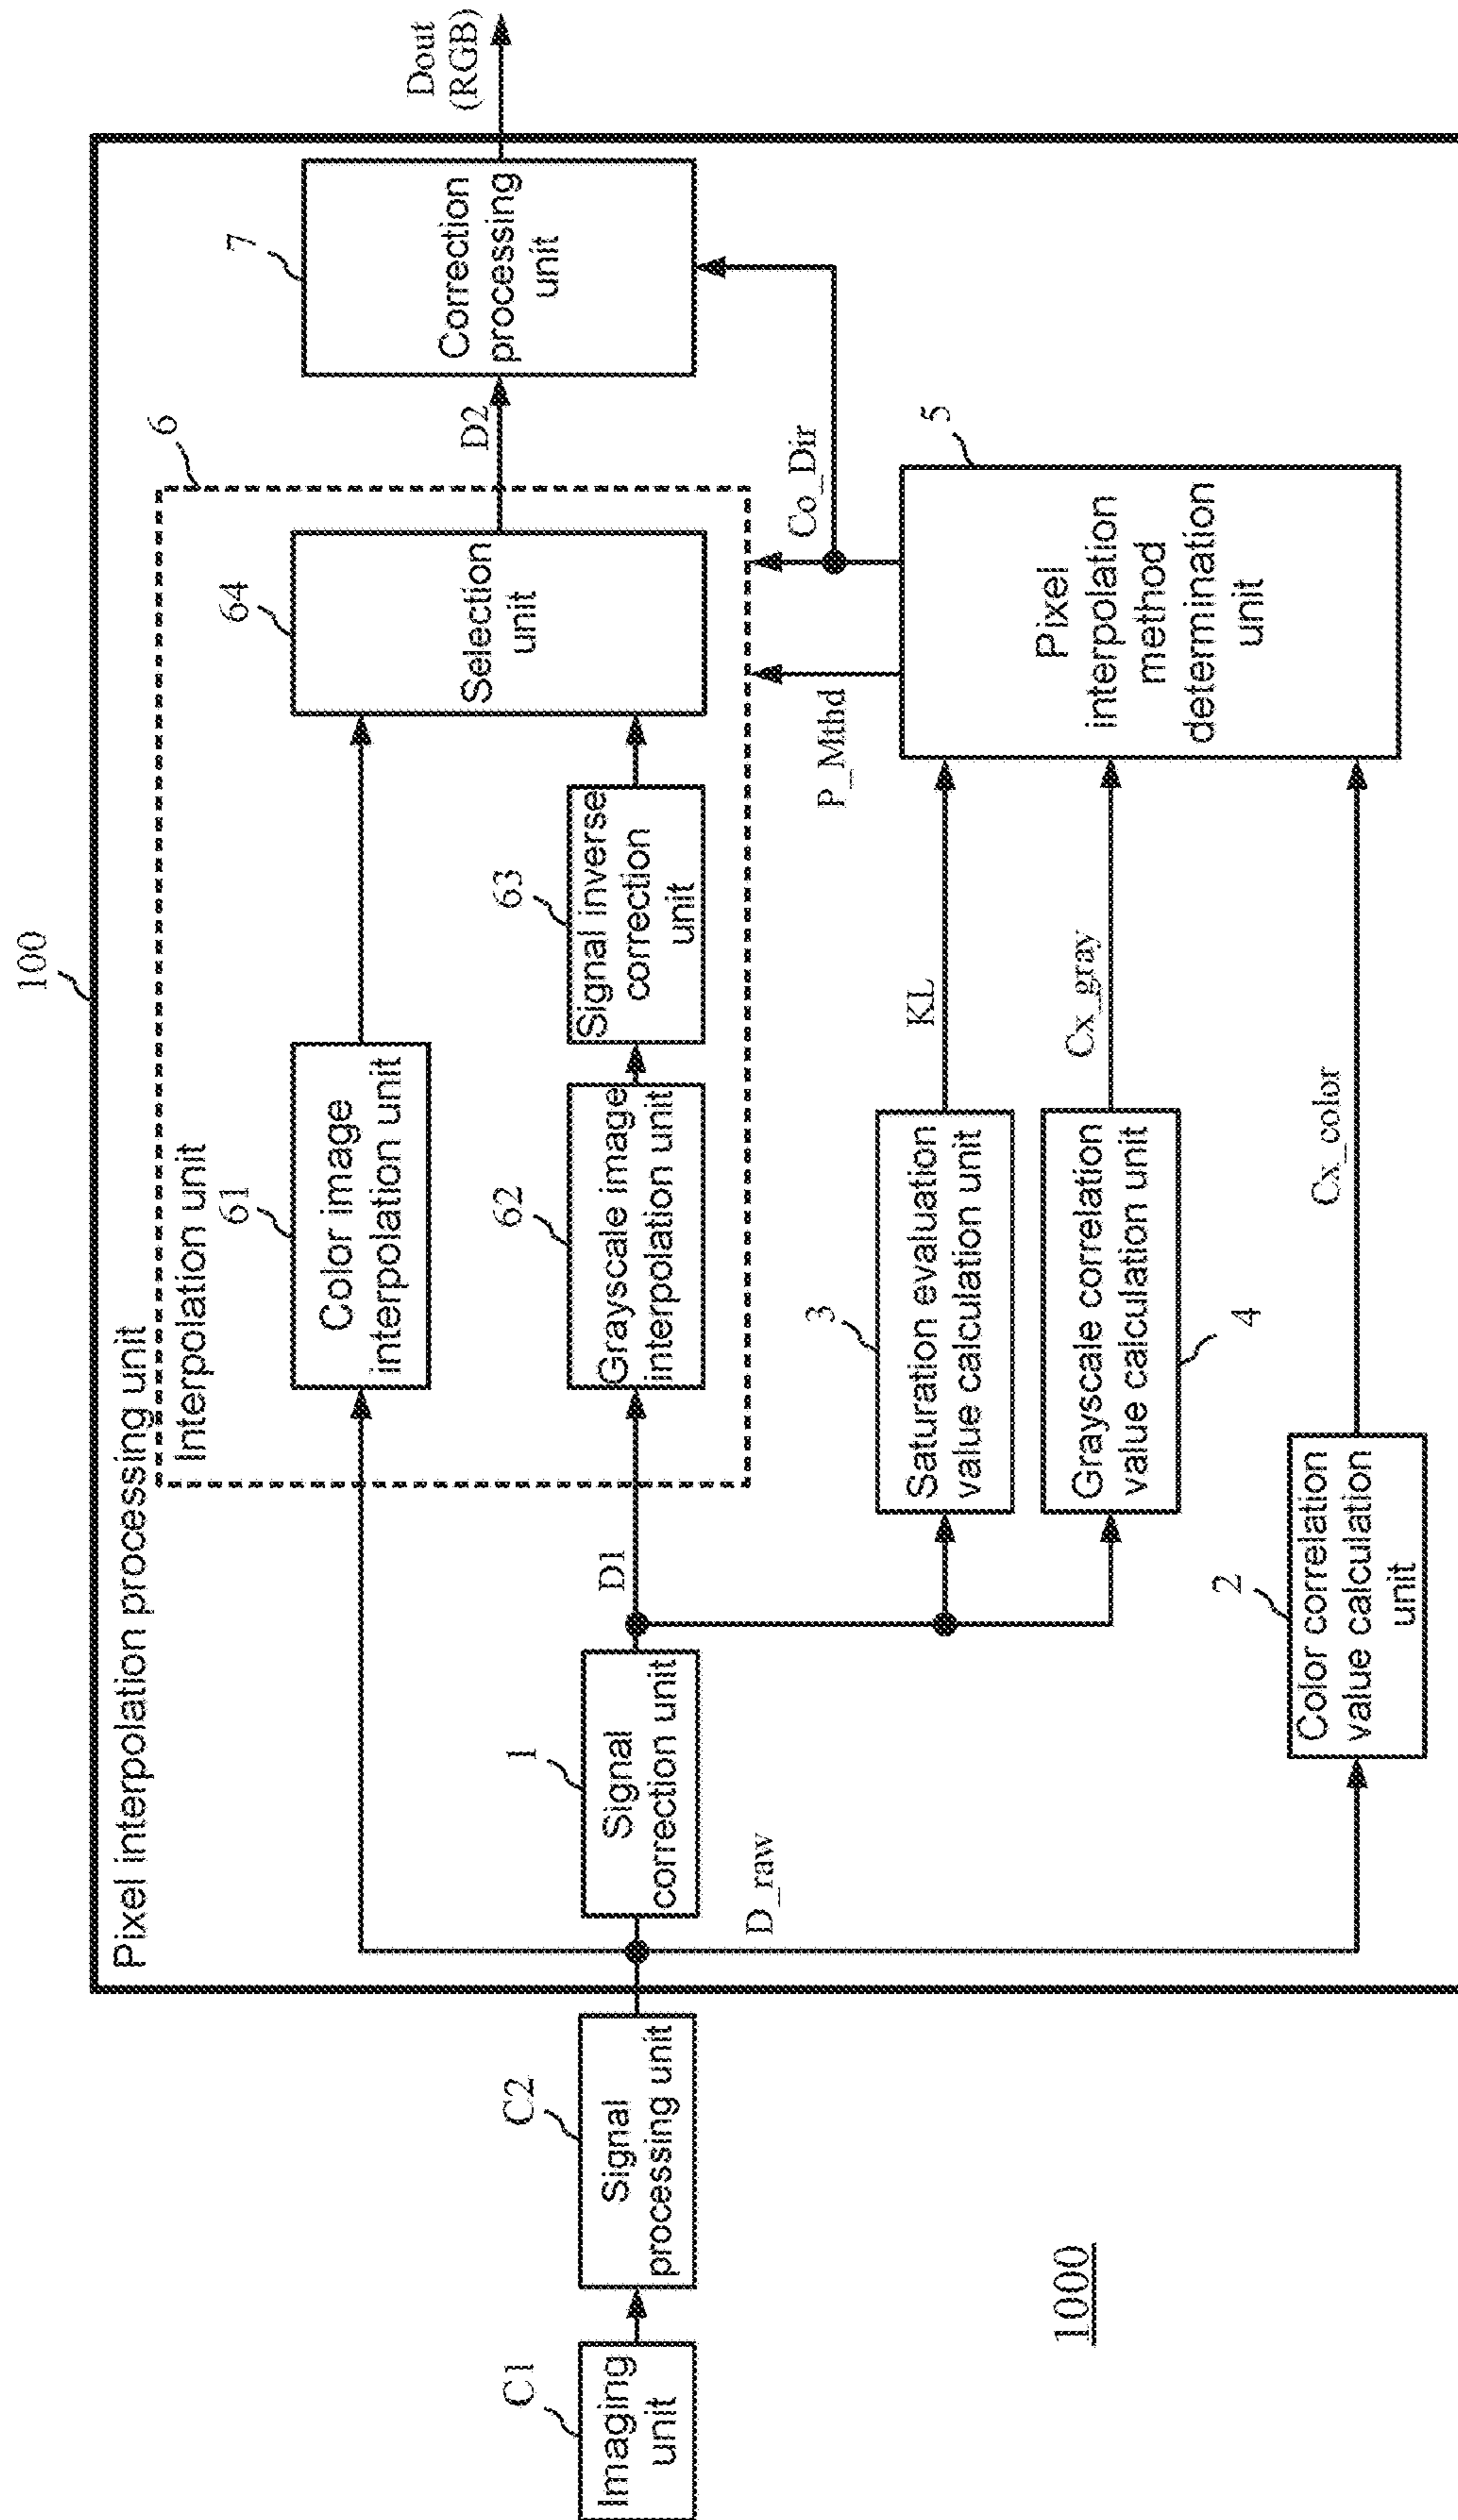 100
Pixel interpolation processing unit
Interpolation unit
6
61
Color image
interpolation unit
64
Selection
unit
D2
7
Correction
processing
unit
Dout
(RGB)
C1
Imaging
unit
C2
Signal
processing unit
1
Signal
correction unit
D1
62
Grayscale image
interpolation unit
63
Signal inverse
correction
unit
D_raw
P_Mthd
Co_Dir
3
Saturation evaluation
value calculation unit
KL
Grayscale correlation
value calculation unit
4
Cx_gray
5
Pixel
interpolation
method
determination
unit
2
Color correlation
value calculation
unit
Cx_color
1000